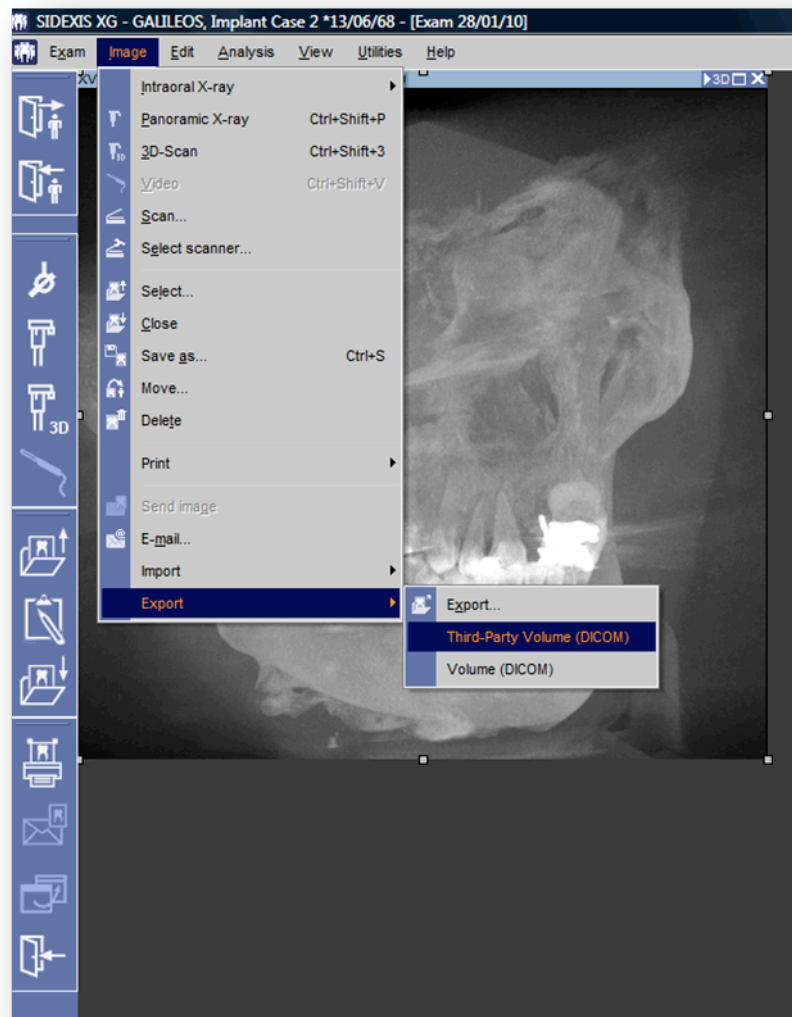 SIDEXIS XG - GALILEOS, Implant Case 2 *13/06/68 - [Exam 28/01/10]
Exam Image Edit Analysis View Utilities Help
XV
3D
Intraoral X-ray
Panoramic X-ray Ctrl+Shift+P
3D-Scan Ctrl+Shift+3
Video Ctrl+Shift+V
Scan...
Select scanner...
Select...
Close
Save as... Ctrl+S
Move...
Delete
Print
Send image
E-mail...
Import
Export
Export...
Third-Party Volume (DICOM)
Volume (DICOM)
3D
3D